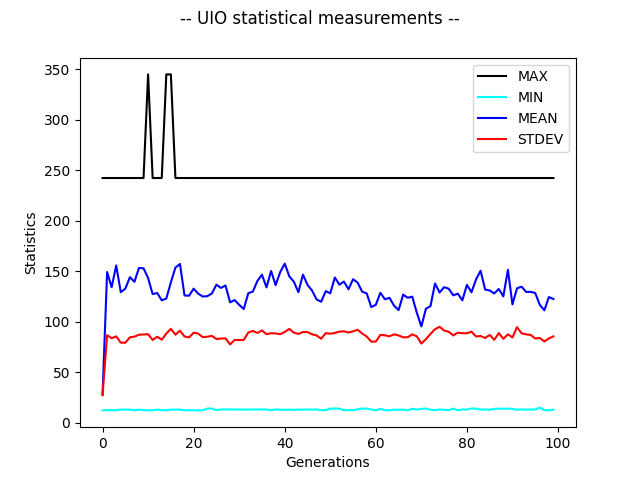 -- UIO statistical measurements --
350
300
250
200
150
100
50
0
Statistics
MAX
MIN
MEAN
STDEV
0 20 40 60 80 100
Generations